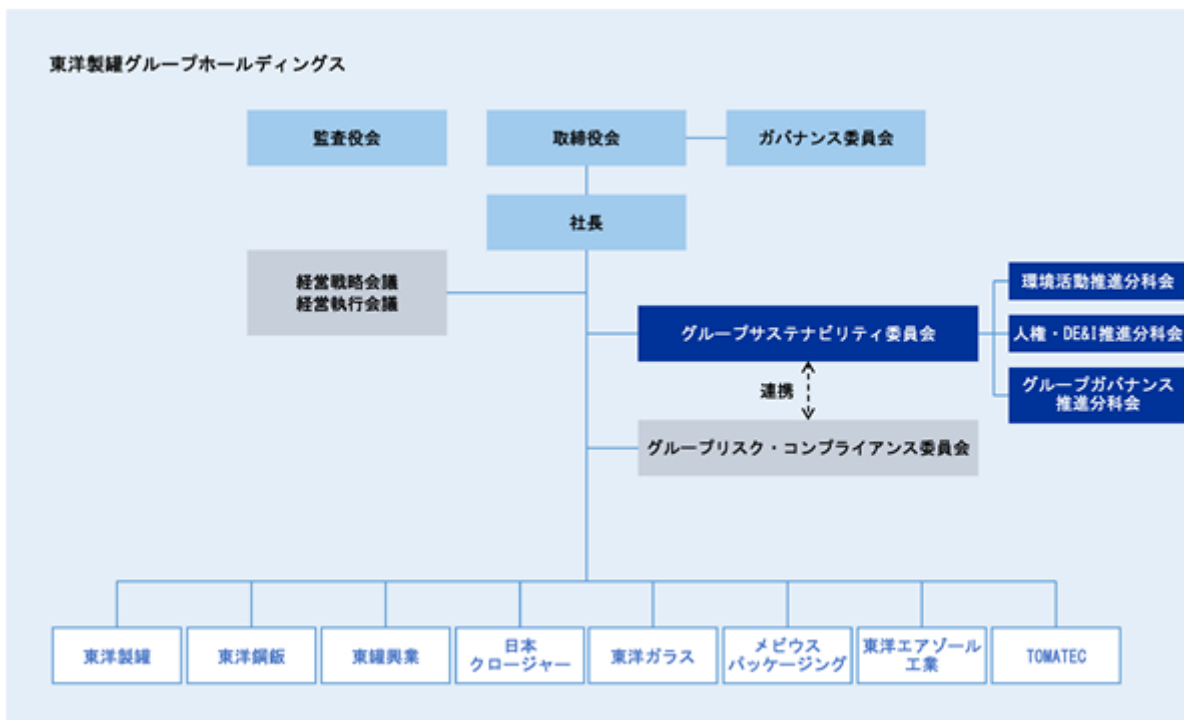 東洋製罐グループホールディングス
監査役会
取締役会
ガバナンス委員会
社長
経営戦略会議
経営執行会議
環境活動推進分科会
グループサステナビリティ委員会
人権・DE&I推進分科会
グループガバナンス
推進分科会
連携
グループリスク・コンプライアンス委員会
東洋製罐
東洋鋼鈑
東罐興業
日本
クロージャー
東洋ガラス
メビウス
パッケージング
東洋エアゾール
工業
TOMATEC